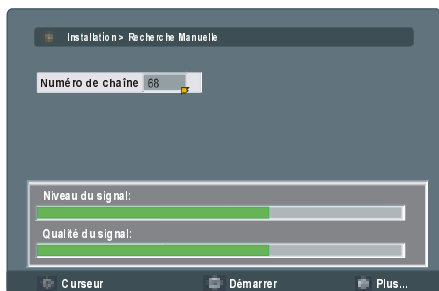 Installation > Recherche Manuelle
Numéro de chaîne 68
Niveau du signal:
Qualité du signal:
Curseur Démarrer Plus...